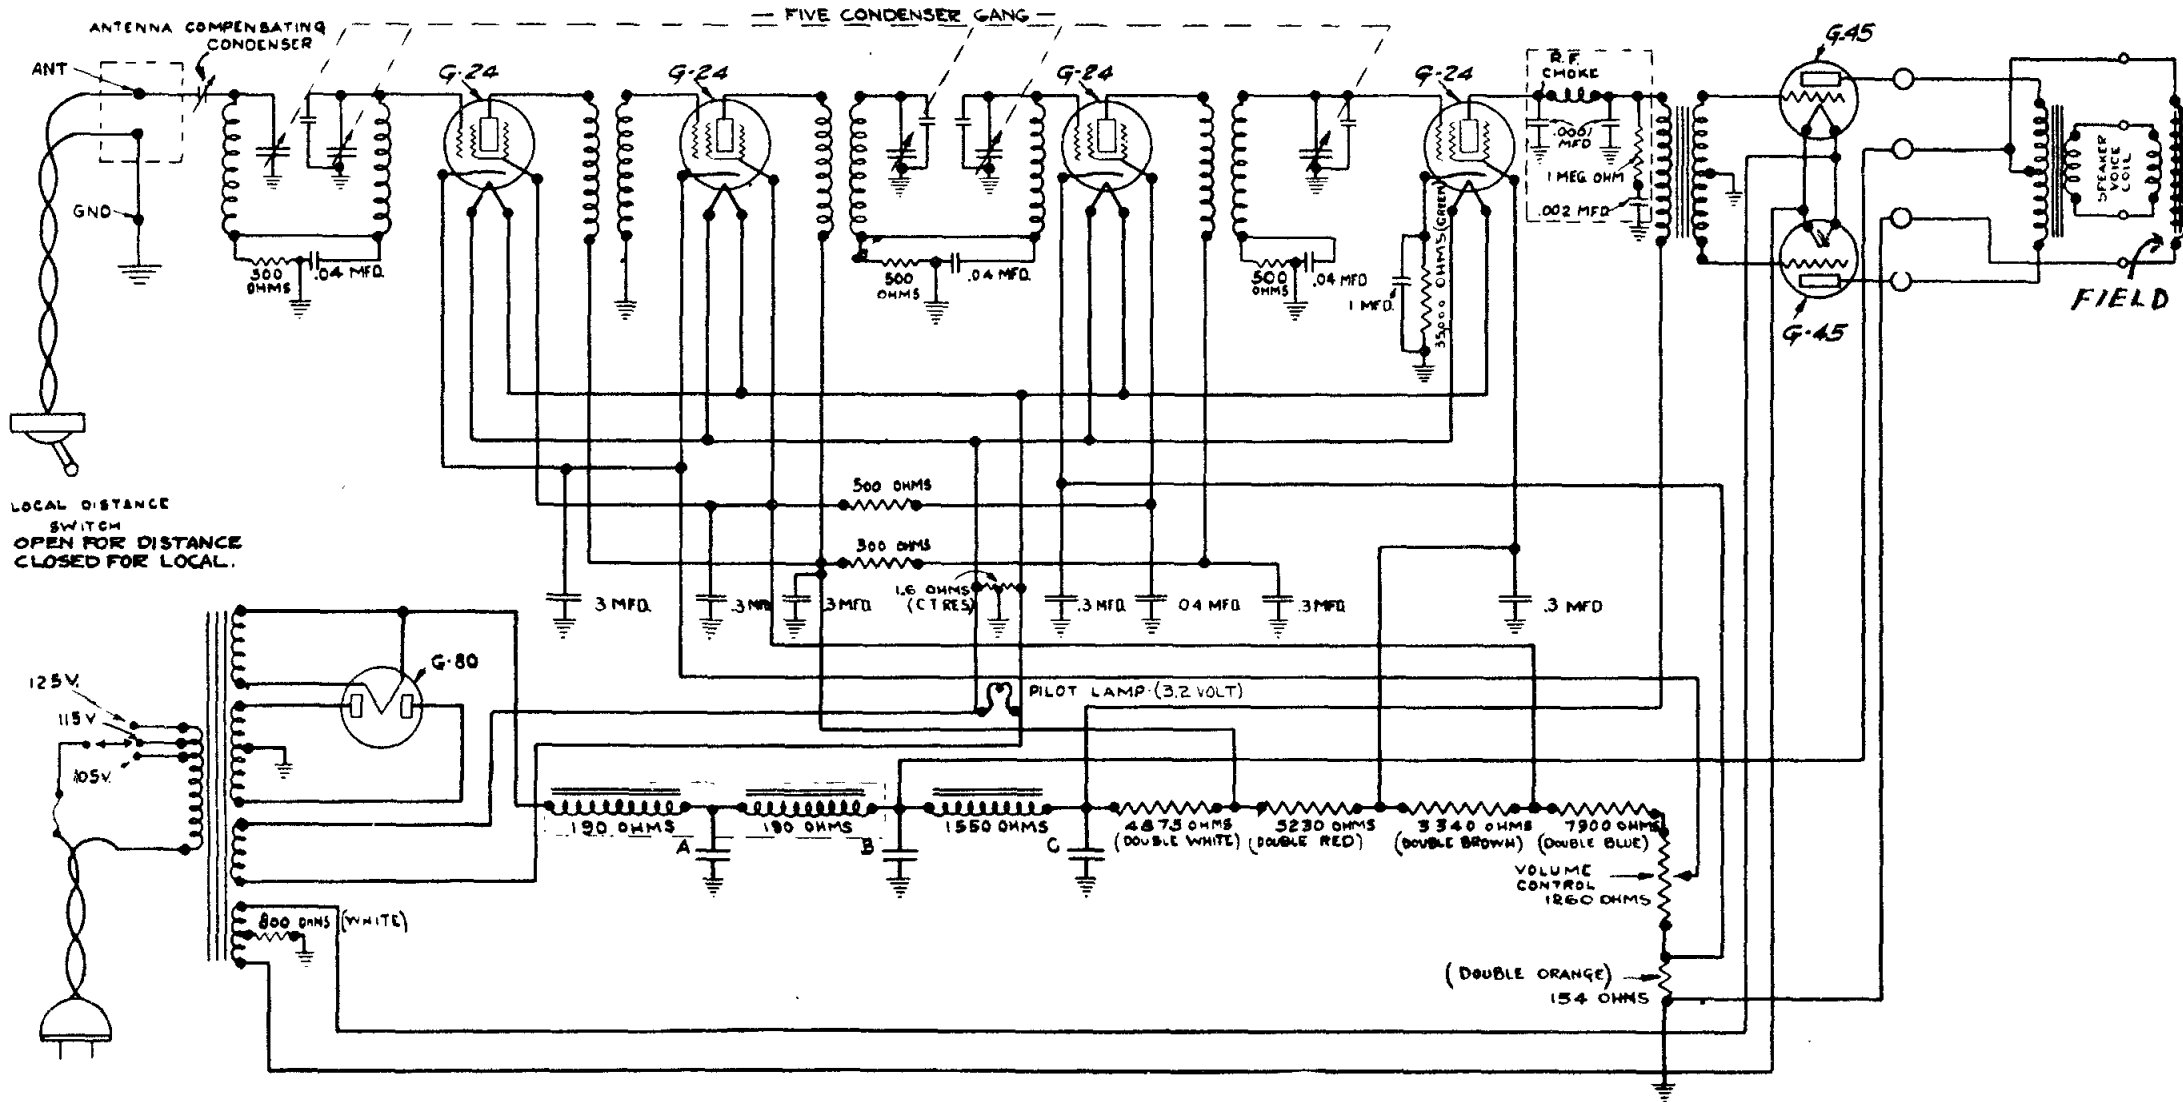 — FIVE CONDENSER GANG —
ANTENNA COMPENSATING
CONDENSER
ANT
GND
G-24
G-24
G-24
G-24
R.F.
CHOKE
.0001
MFD
1 MEG OHM
.002 MFD
G-45
G-45
SPEAKER
VOICE
COIL
FIELD
300
OHMS
.04 MFD.
500
OHMS
.04 MFD.
500
OHMS
.04 MFD
1 MFD.
35000 OHMS (GREEN)
LOCAL DISTANCE
SWITCH
OPEN FOR DISTANCE
CLOSED FOR LOCAL.
500 OHMS
300 OHMS
1.6 OHMS
(CT RES)
.3 MFD.
.3 MFD
.3 MFD.
.3 MFD.
04 MFD.
.3 MFD.
.3 MFD
G-80
125V.
115V
105V.
PILOT LAMP-(3.2 VOLT)
190 OHMS
190 OHMS
1550 OHMS
4875 OHMS
(DOUBLE WHITE)
5230 OHMS
(DOUBLE RED)
3340 OHMS
(DOUBLE BROWN)
7900 OHMS
(DOUBLE BLUE)
A
B
C
VOLUME
CONTROL
1260 OHMS
800 OHMS (WHITE)
(DOUBLE ORANGE)
154 OHMS